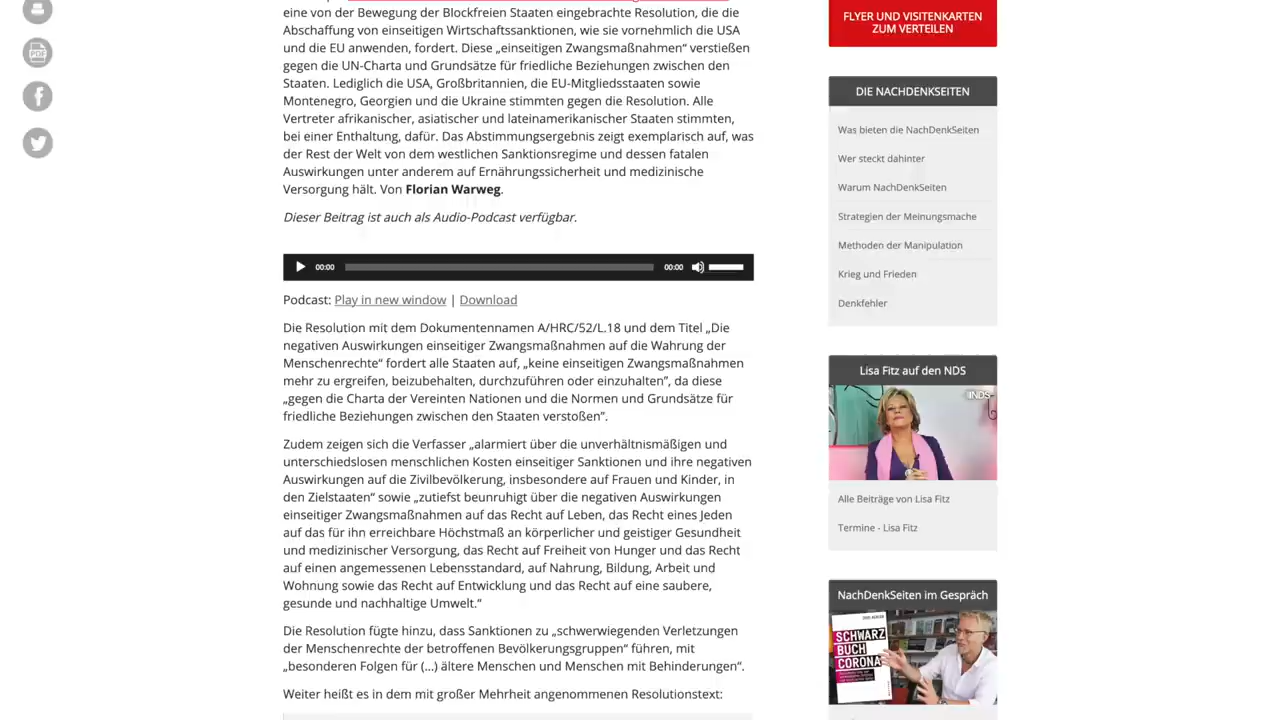 eine von der Bewegung der Blockfreien Staaten eingebrachte Resolution, die die
Abschaffung von einseitigen Wirtschaftssanktionen, wie sie vornehmlich die USA
und die EU anwenden, fordert. Diese „einseitigen Zwangsmaßnahmen“ verstießen
gegen die UN-Charta und Grundsätze für friedliche Beziehungen zwischen den
Staaten. Lediglich die USA, Großbritannien, die EU-Mitgliedsstaaten sowie
Montenegro, Georgien und die Ukraine stimmten gegen die Resolution. Alle
Vertreter afrikanischer, asiatischer und lateinamerikanischer Staaten stimmten,
bei einer Enthaltung, dafür. Das Abstimmungsergebnis zeigt exemplarisch auf, was
der Rest der Welt von dem westlichen Sanktionsregime und dessen fatalen
Auswirkungen unter anderem auf Ernährungssicherheit und medizinische
Versorgung hält. Von Florian Warweg.
Dieser Beitrag ist auch als Audio-Podcast verfügbar.
00:00 00:00
Podcast: Play in new window | Download
Die Resolution mit dem Dokumentennamen A/HRC/52/L.18 und dem Titel „Die
negativen Auswirkungen einseitiger Zwangsmaßnahmen auf die Wahrung der
Menschenrechte“ fordert alle Staaten auf, „keine einseitigen Zwangsmaßnahmen
mehr zu ergreifen, beizubehalten, durchzuführen oder einzuhalten“, da diese
„gegen die Charta der Vereinten Nationen und die Normen und Grundsätze für
friedliche Beziehungen zwischen den Staaten verstoßen“.
Zudem zeigen sich die Verfasser „alarmiert über die unverhältnismäßigen und
unterschiedslosen menschlichen Kosten einseitiger Sanktionen und ihre negativen
Auswirkungen auf die Zivilbevölkerung, insbesondere auf Frauen und Kinder, in
den Zielstaaten“ sowie „zutiefst beunruhigt über die negativen Auswirkungen
einseitiger Zwangsmaßnahmen auf das Recht auf Leben, das Recht eines Jeden
auf das für ihn erreichbare Höchstmaß an körperlicher und geistiger Gesundheit
und medizinischer Versorgung, das Recht auf Freiheit von Hunger und das Recht
auf einen angemessenen Lebensstandard, auf Nahrung, Bildung, Arbeit und
Wohnung sowie das Recht auf Entwicklung und das Recht auf eine saubere,
gesunde und nachhaltige Umwelt.“
Die Resolution fügte hinzu, dass Sanktionen zu „schwerwiegenden Verletzungen
der Menschenrechte der betroffenen Bevölkerungsgruppen“ führen, mit
„besonderen Folgen für (...) ältere Menschen und Menschen mit Behinderungen“.
Weiter heißt es in dem mit großer Mehrheit angenommenen Resolutionstext:
PDF
FLYER UND VISITENKARTEN
ZUM VERTEILEN
DIE NACHDENKSEITEN
Was bieten die NachDenkSeiten
Wer steckt dahinter
Warum NachDenkSeiten
Strategien der Meinungsmache
Methoden der Manipulation
Krieg und Frieden
Denkfehler
Lisa Fitz auf den NDS
NDS
Alle Beiträge von Lisa Fitz
Termine - Lisa Fitz
NachDenkSeiten im Gespräch
SCHWARZ
BUCH
CORONA